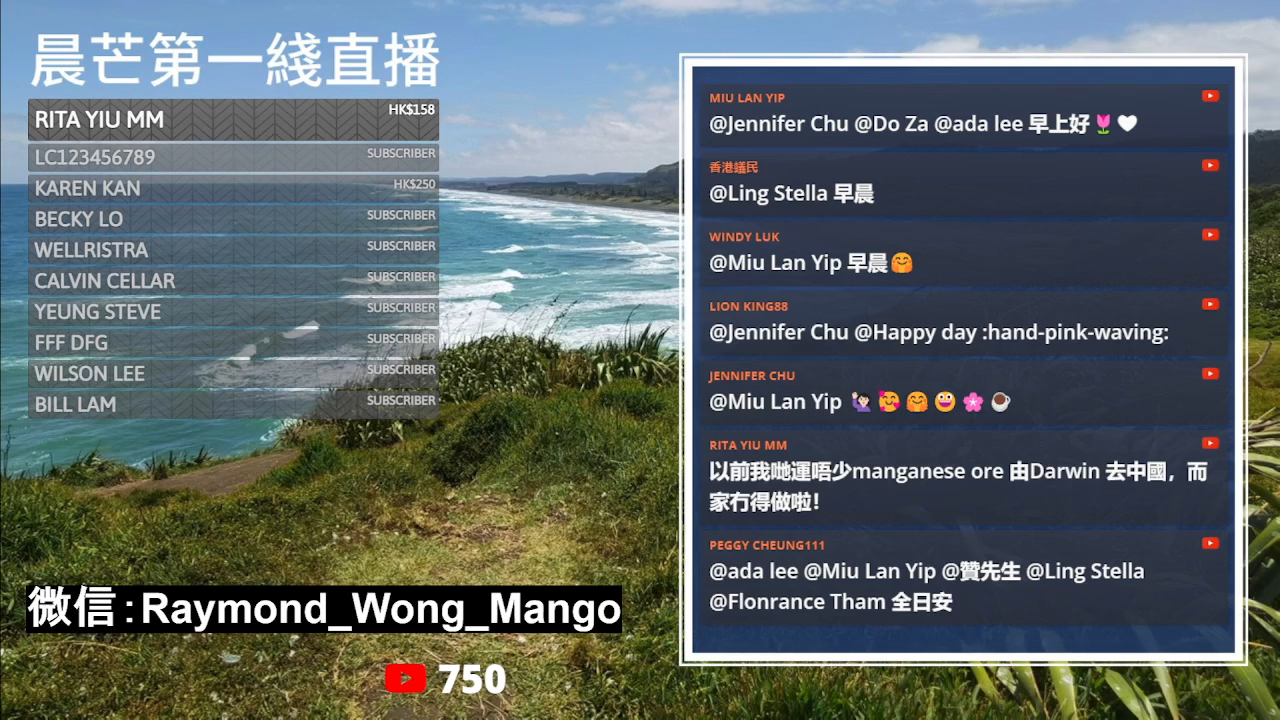 晨芒第一綫直播
RITA YIU MM HK$158
LC123456789 SUBSCRIBER
KAREN KAN HK$250
BECKY LO SUBSCRIBER
WELLRISTRA SUBSCRIBER
CALVIN CELLAR SUBSCRIBER
YEUNG STEVE SUBSCRIBER
FFF DFG SUBSCRIBER
WILSON LEE SUBSCRIBER
BILL LAM SUBSCRIBER
微信:Raymond_Wong_Mango
750
MIU LAN YIP
@Jennifer Chu @Do Za @ada lee 早上好🌷🤍
香港鐇民
@Ling Stella 早晨
WINDY LUK
@Miu Lan Yip 早晨🤗
LION KING88
@Jennifer Chu @Happy day :hand-pink-waving:
JENNIFER CHU
@Miu Lan Yip 🙋🏻‍♀️🥰🤗😃🌸☕
RITA YIU MM
以前我哋運唔少manganese ore 由Darwin 去中國，而
家冇得做啦！
PEGGY CHEUNG111
@ada lee @Miu Lan Yip @贊先生 @Ling Stella
@Flonrance Tham 全日安